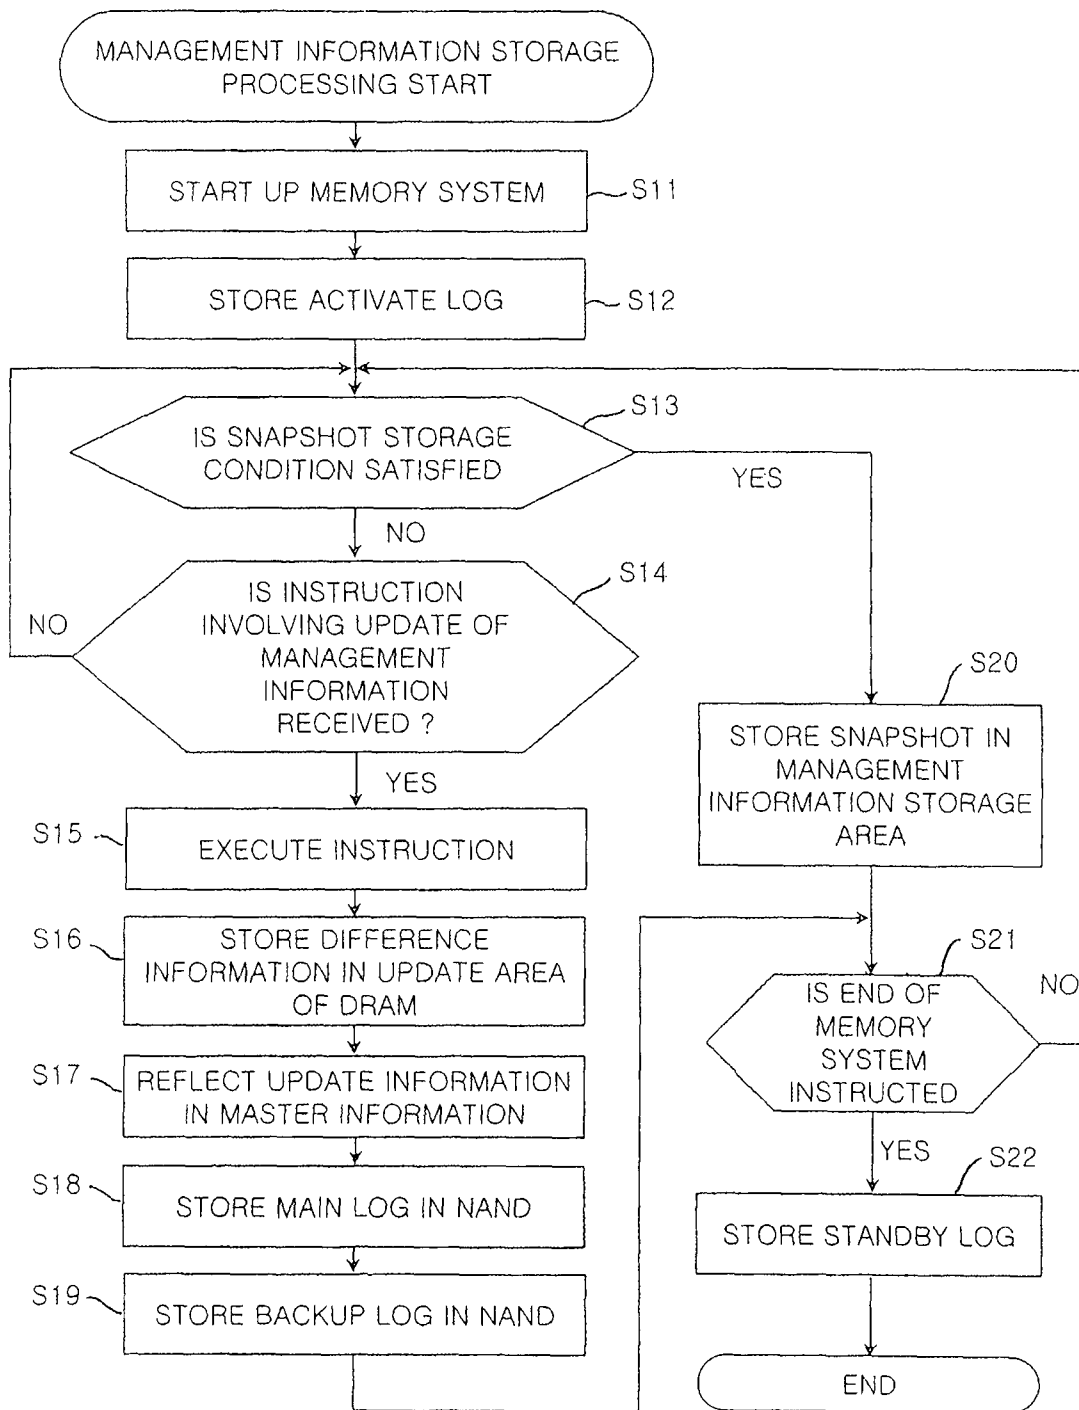 MANAGEMENT INFORMATION STORAGE
PROCESSING START
START UP MEMORY SYSTEM
S11
STORE ACTIVATE LOG
S12
IS SNAPSHOT STORAGE
CONDITION SATISFIED
S13
YES
NO
IS INSTRUCTION
INVOLVING UPDATE OF
MANAGEMENT
INFORMATION
RECEIVED ?
S14
NO
YES
S15
EXECUTE INSTRUCTION
S16
STORE DIFFERENCE
INFORMATION IN UPDATE AREA
OF DRAM
S17
REFLECT UPDATE INFORMATION
IN MASTER INFORMATION
S18
STORE MAIN LOG IN NAND
S19
STORE BACKUP LOG IN NAND
S20
STORE SNAPSHOT IN
MANAGEMENT
INFORMATION STORAGE
AREA
S21
IS END OF
MEMORY
SYSTEM
INSTRUCTED
NO
YES
S22
STORE STANDBY LOG
END